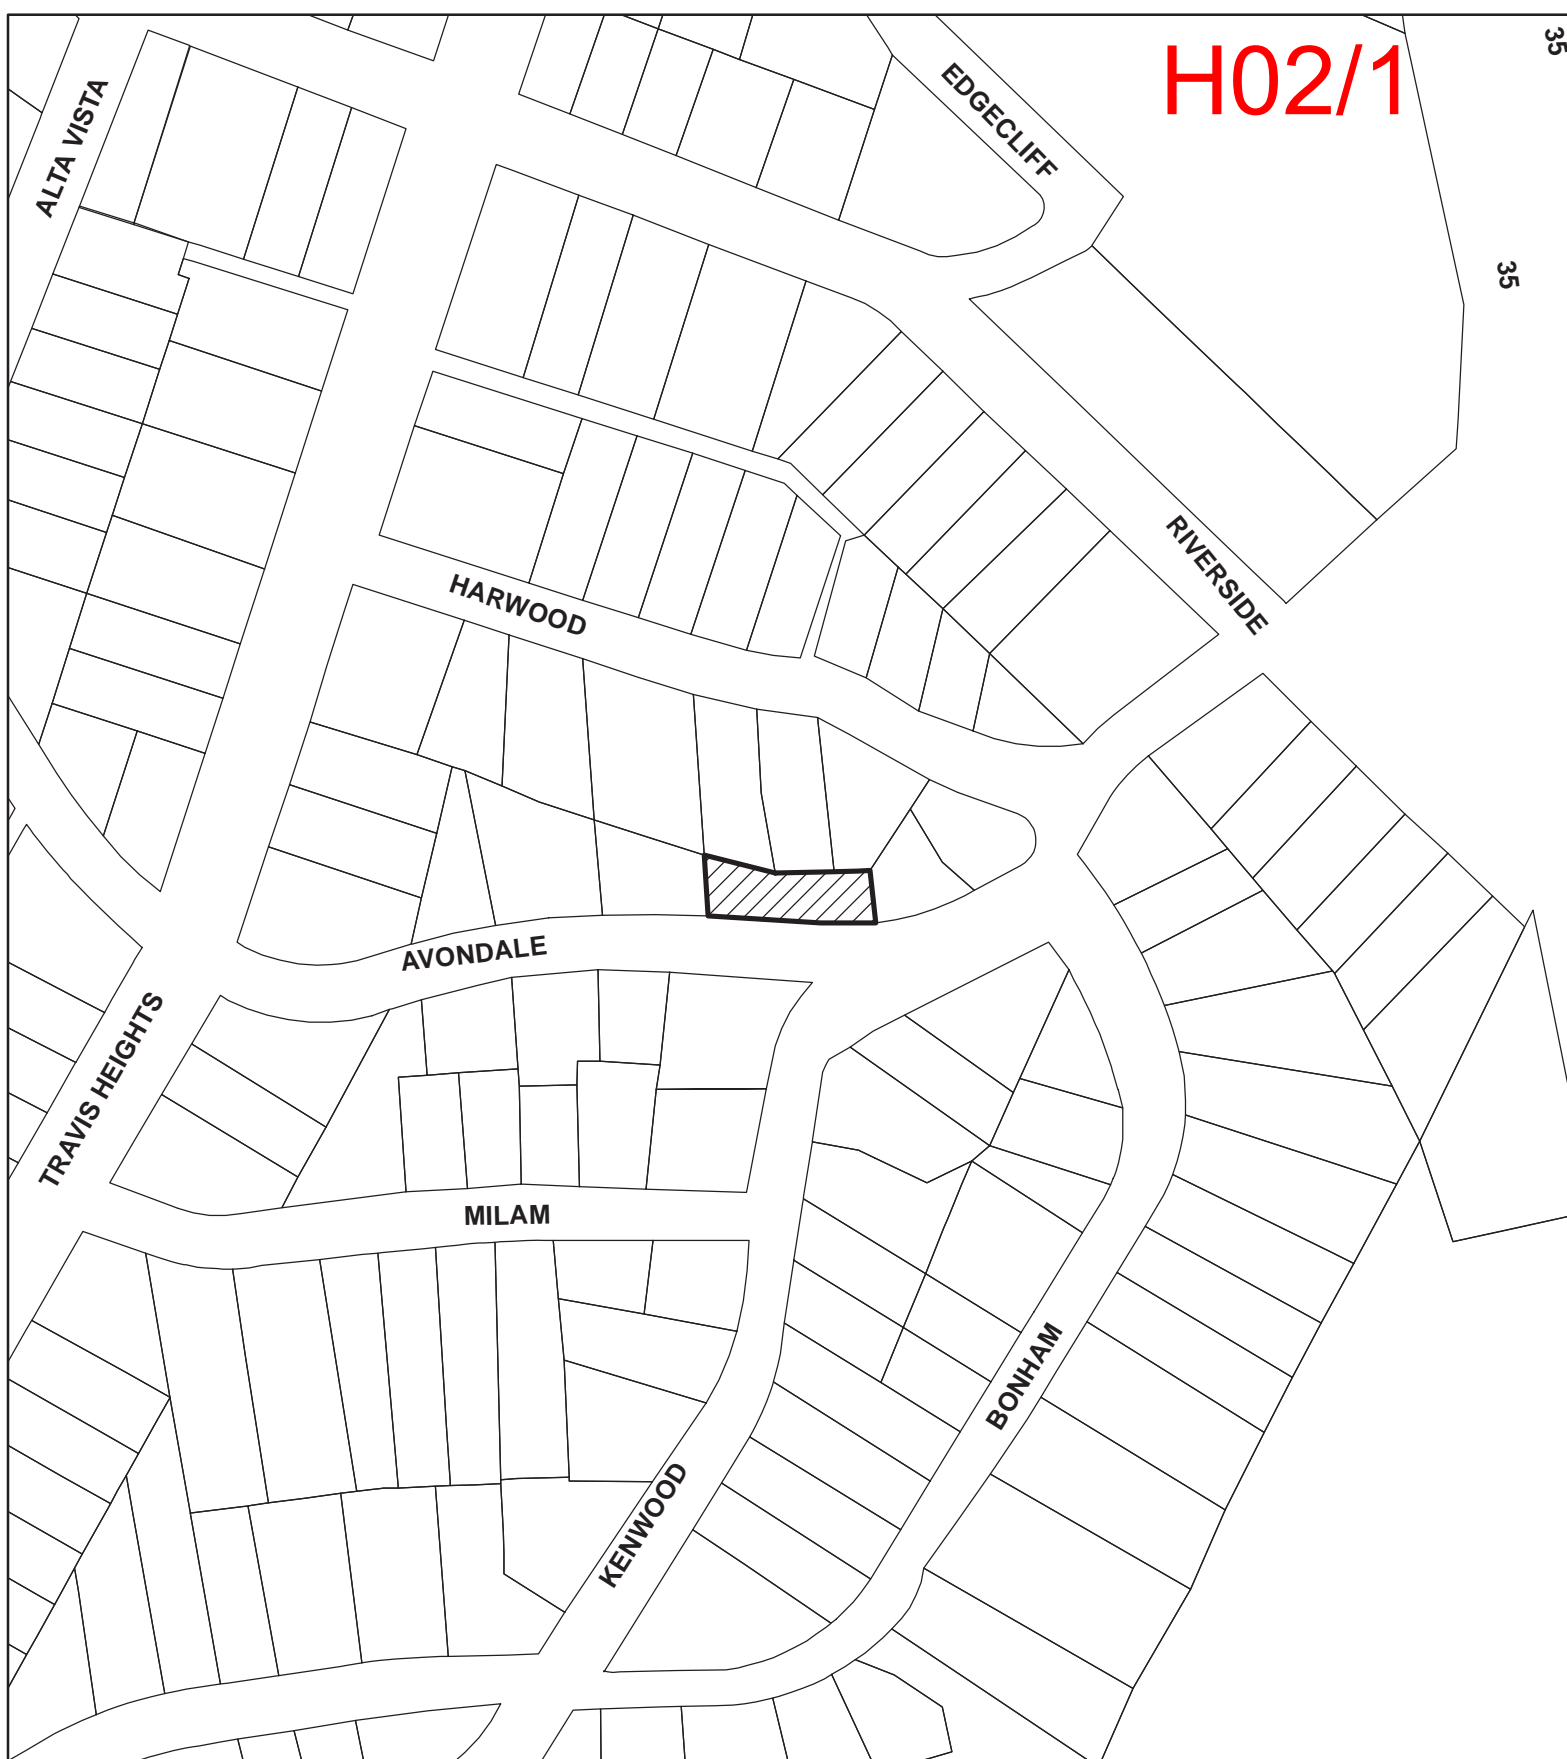 H02/1
35
EDGECLIFF
ALTA VISTA
35
RIVERSIDE
HARWOOD
AVONDALE
TRAVIS HEIGHTS
MILAM
BONHAM
KENWOOD